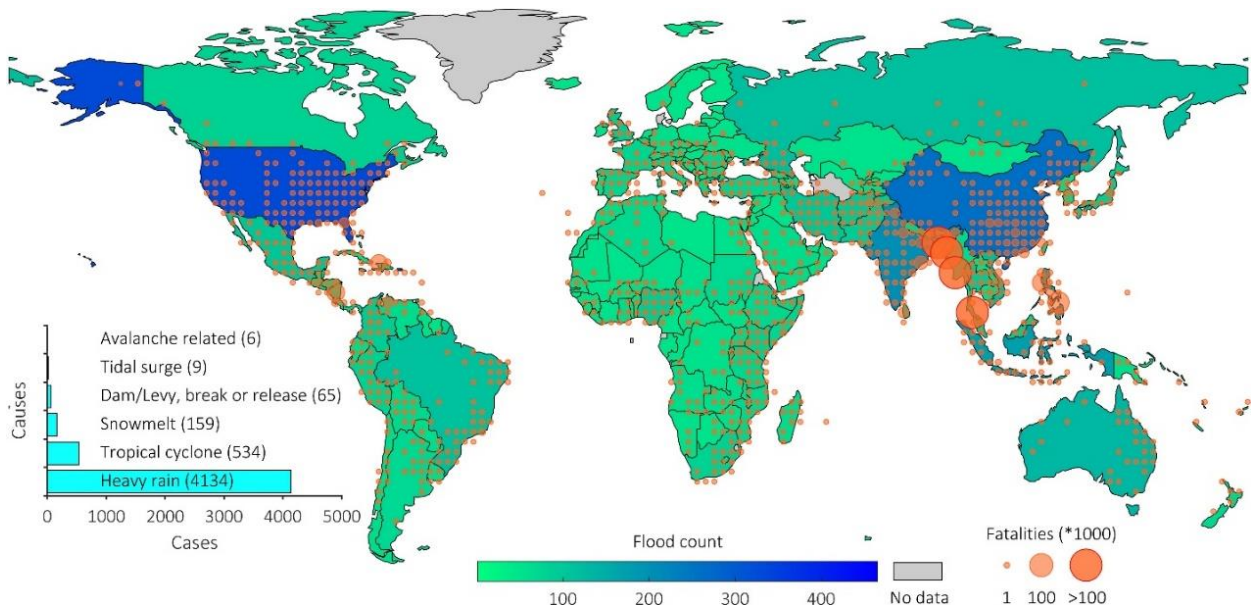 Avalanche related (6)
Tidal surge (9)
Dam/Levy, break or release (65)
Snowmelt (159)
Tropical cyclone (534)
Heavy rain (4134)
Causes
0 1000 2000 3000 4000 5000
Cases
Flood count
100 200 300 400
No data
Fatalities (*1000)
1 100 >100